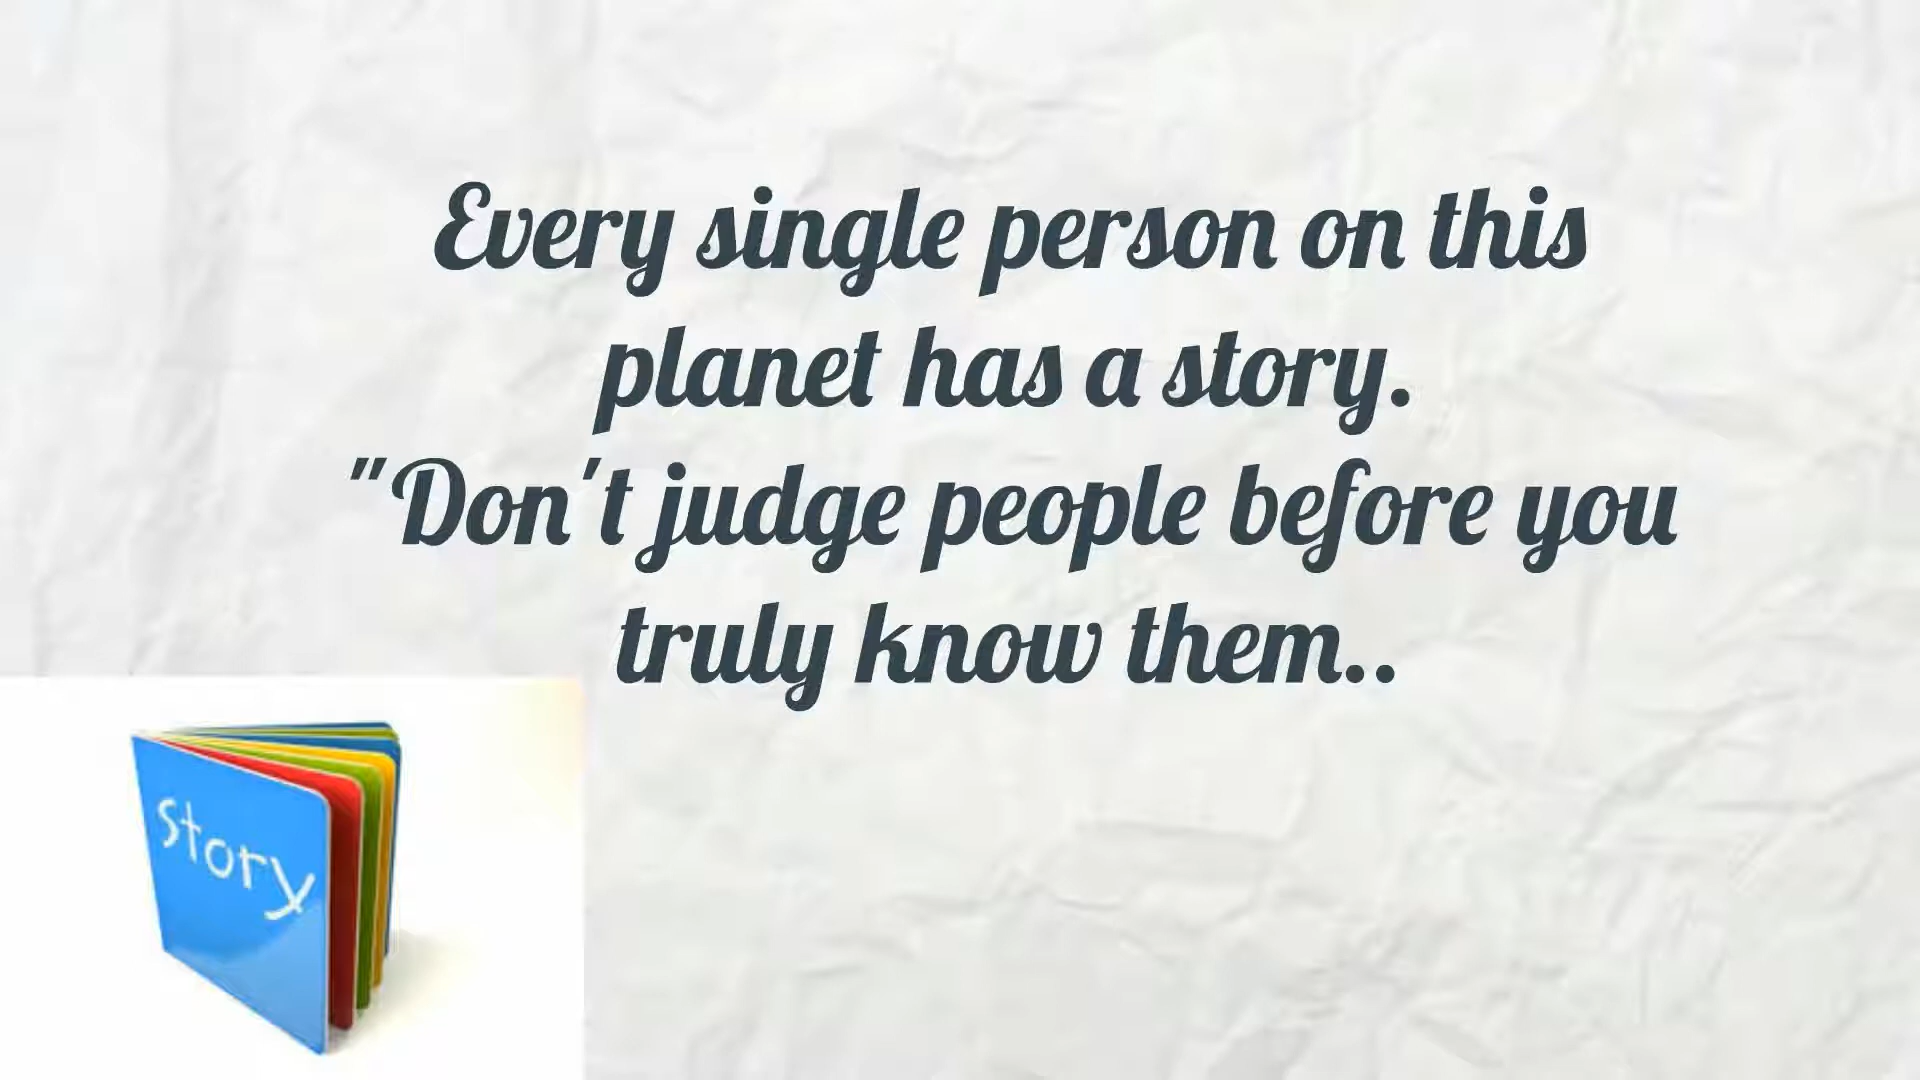 Every single person on this
planet has a story.
"Don't judge people before you
truly know them..
story